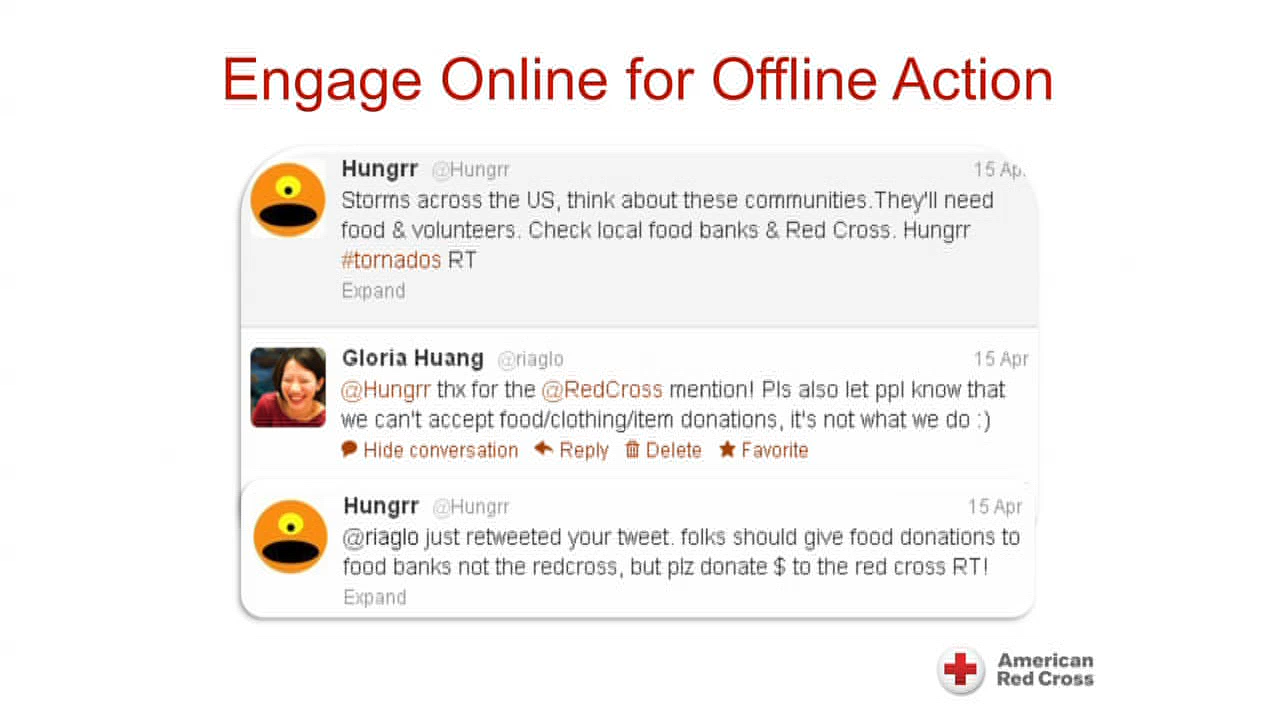 Engage Online for Offline Action
Hungrr @Hungrr 15 Apr
Storms across the US, think about these communities.They'll need
food & volunteers. Check local food banks & Red Cross. Hungrr
#tornados RT
Expand
Gloria Huang @riaglo 15 Apr
@Hungrr thx for the @RedCross mention! Pls also let ppl know that
we can't accept food/clothing/item donations, it's not what we do :)
Hide conversation Reply Delete Favorite
Hungrr @Hungrr 15 Apr
@riaglo just retweeted your tweet. folks should give food donations to
food banks not the redcross, but plz donate $ to the red cross RT!
Expand
American
Red Cross